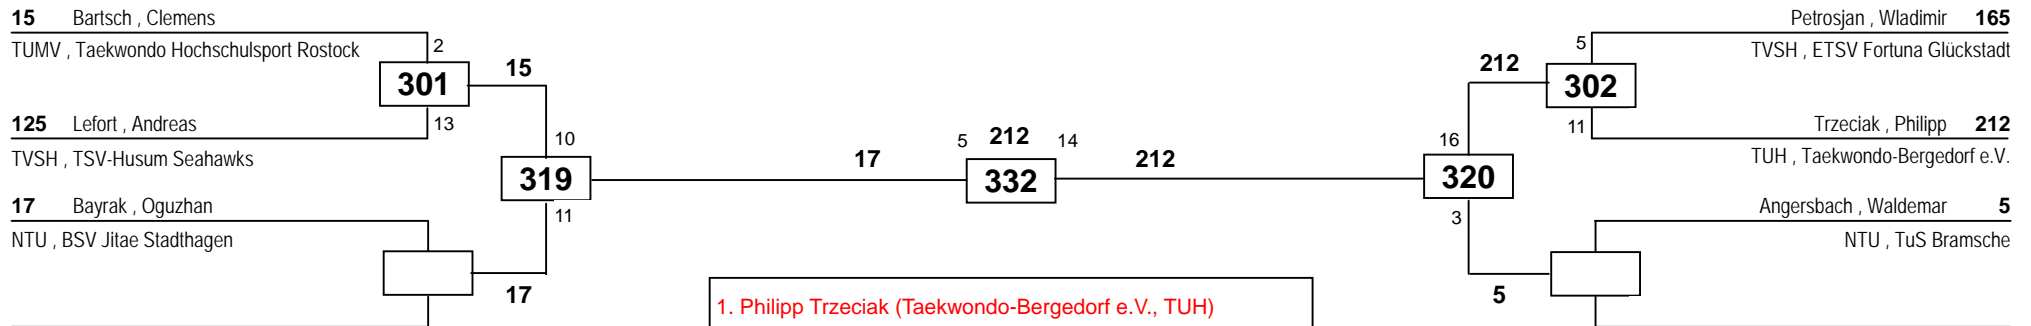 15 Bartsch , Clemens
TUMV , Taekwondo Hochschulsport Rostock
2
301
15
13
125 Lefort , Andreas
TVSH , TSV-Husum Seahawks
10
319
11
17 Bayrak , Oguzhan
NTU , BSV Jitae Stadthagen
17
17
5 212 14
332
212
1. Philipp Trzeciak (Taekwondo-Bergedorf e.V., TUH)
Petrosjan , Wladimir 165
TVSH , ETSV Fortuna Glückstadt
5
302
212
11
Trzeciak , Philipp 212
TUH , Taekwondo-Bergedorf e.V.
16
320
3
Angersbach , Waldemar 5
NTU , TuS Bramsche
5